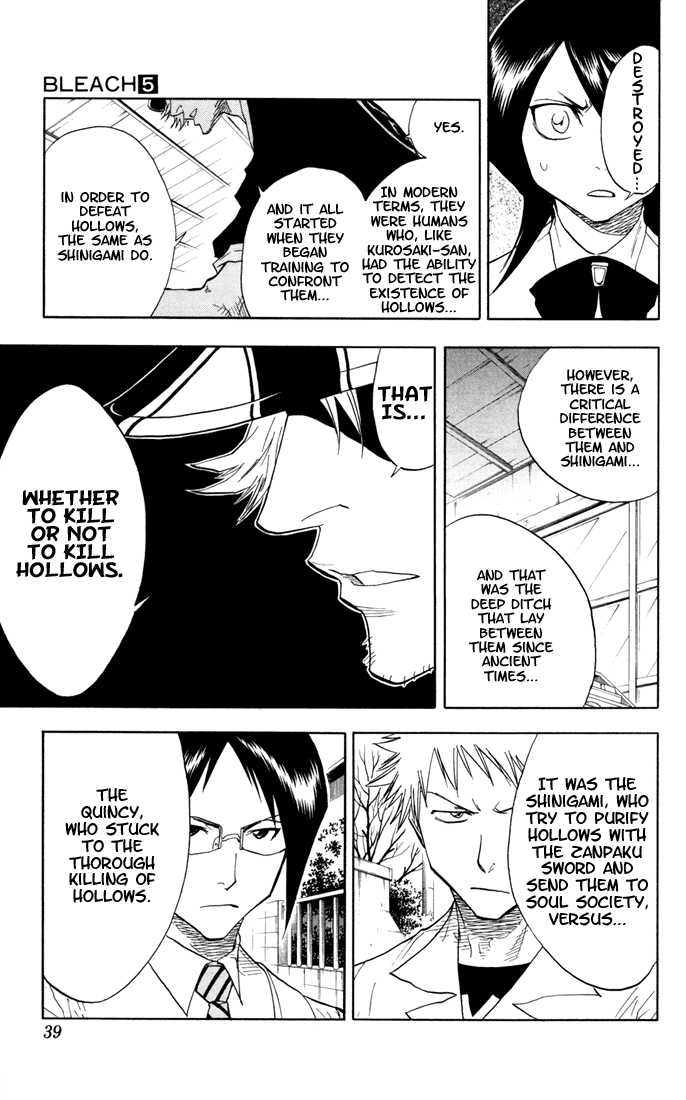 BLEACH 5
DESTROYED...
YES.
IN MODERN
TERMS, THEY
WERE HUMANS
WHO, LIKE
KUROSAKI-SAN,
HAD THE ABILITY
TO DETECT THE
EXISTENCE OF
HOLLOWS...
AND IT ALL
STARTED
WHEN THEY
BEGAN
TRAINING TO
CONFRONT
THEM...
IN ORDER TO
DEFEAT
HOLLOWS,
THE SAME AS
SHINIGAMI DO.
HOWEVER,
THERE IS A
CRITICAL
DIFFERENCE
BETWEEN
THEM AND
SHINIGAMI...
AND THAT
WAS THE
DEEP DITCH
THAT LAY
BETWEEN
THEM SINCE
ANCIENT
TIMES...
THAT
IS...
WHETHER
TO KILL
OR NOT
TO KILL
HOLLOWS.
IT WAS THE
SHINIGAMI, WHO
TRY TO PURIFY
HOLLOWS WITH
THE ZANPAKU
SWORD AND
SEND THEM TO
SOUL SOCIETY,
VERSUS...
THE
QUINCY,
WHO STUCK
TO THE
THOROUGH
KILLING OF
HOLLOWS.
39